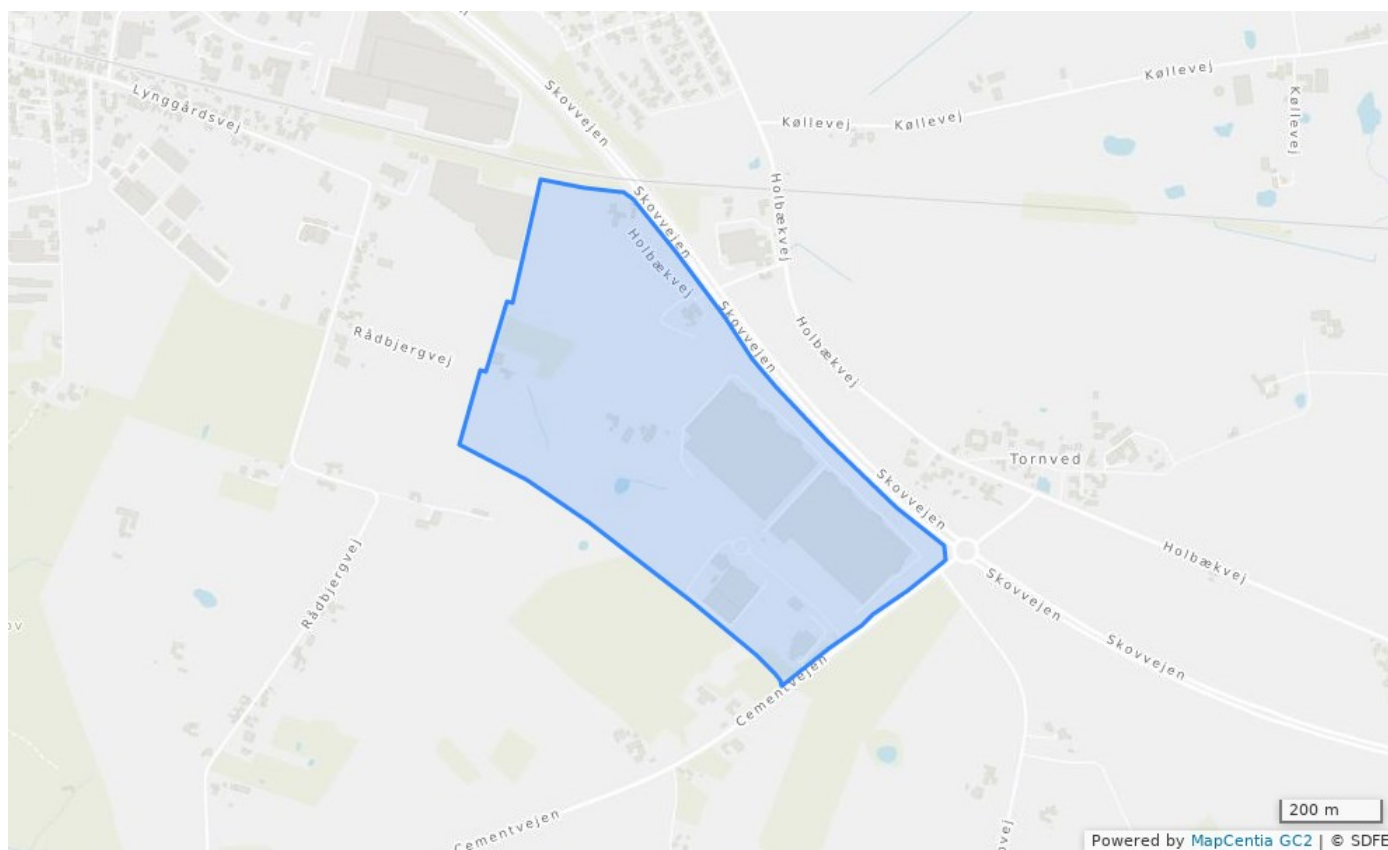 Skovvejen
Køllevej
Lynggårdsvej
Køllevej
Køllevej
Køllevej
Holbækvej
Skovvejen
Holbækvej
Skovvejen
Holbækvej
Rådbjergvej
Tornved
Skovvejen
Holbækvej
Skovvejen
Rådbjergvej
Skovvejen
Cementvejen
200 m
Cementvejen
Powered by MapCentia GC2 | © SDFE